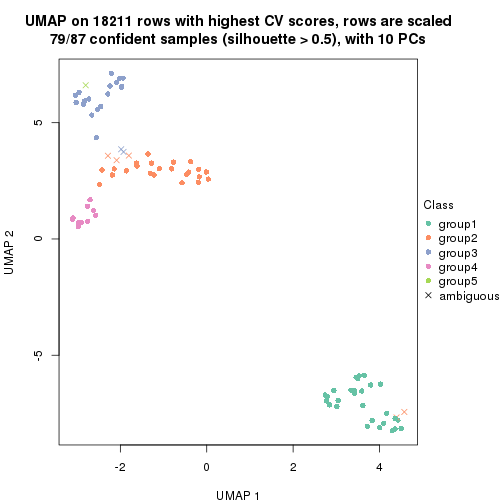 UMAP on 18211 rows with highest CV scores, rows are scaled
79/87 confident samples (silhouette > 0.5), with 10 PCs
5
0
-5
UMAP 2
-2
0
2
4
UMAP 1
Class
group1
group2
group3
group4
group5
ambiguous